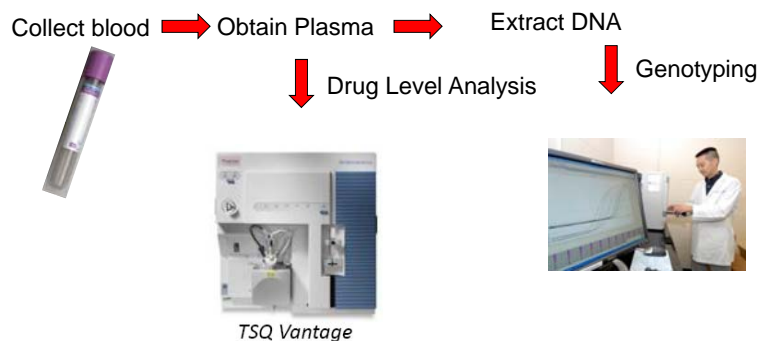 Collect blood
Obtain Plasma
Extract DNA
Drug Level Analysis
Genotyping
TSQ Vantage